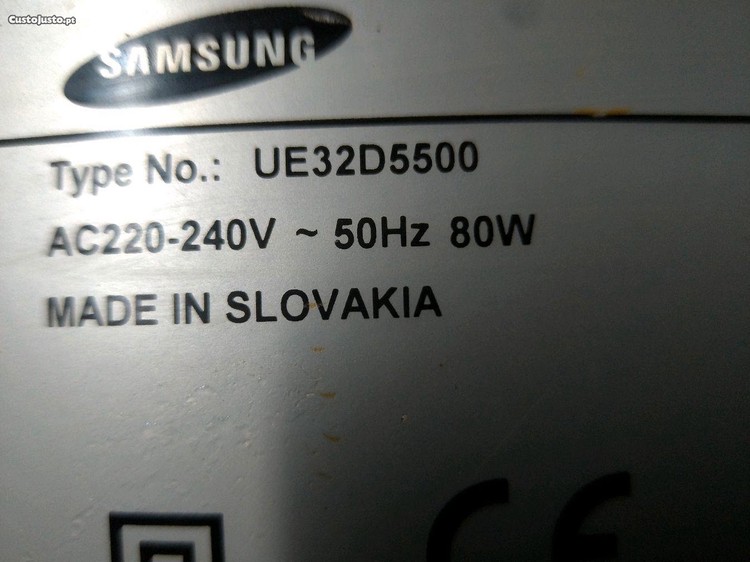 CustoJusto.pt
SAMSUNG
Type No.: UE32D5500
AC220-240V ~ 50Hz 80W
MADE IN SLOVAKIA
CE